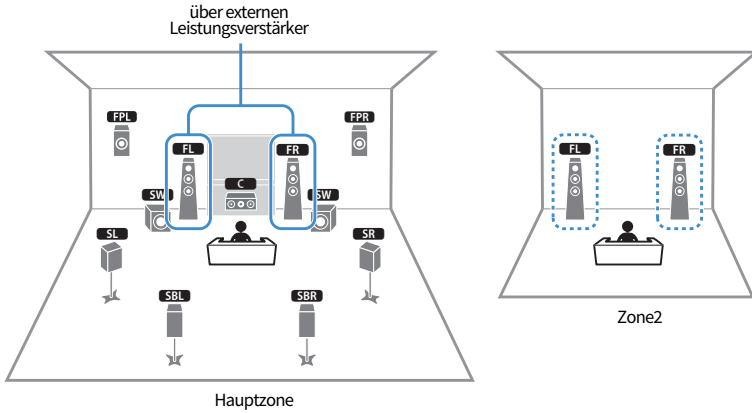 über externen
Leistungsverstärker
FPL
FPR
FL
FR
C
SW
SW
SL
SR
SBL
SBR
Hauptzone
FL
FR
Zone2